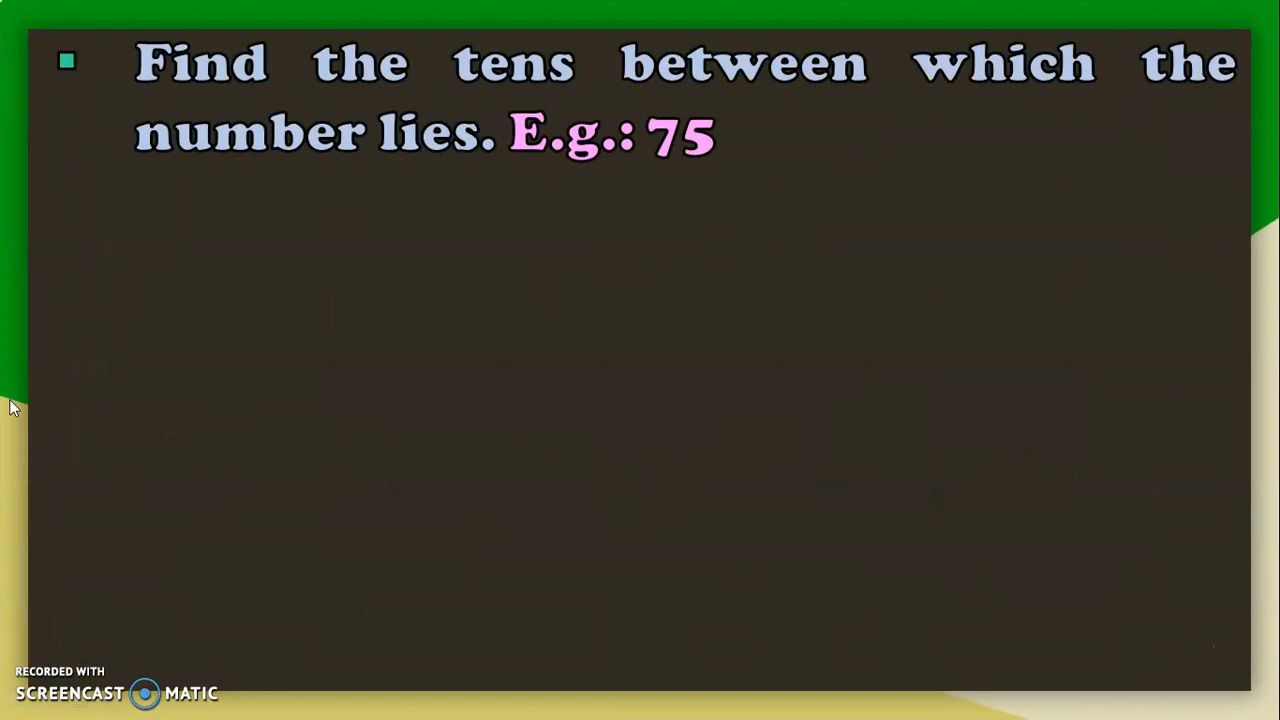 Find the tens between which the
number lies. E.g.: 75
RECORDED WITH
SCREENCAST MATIC